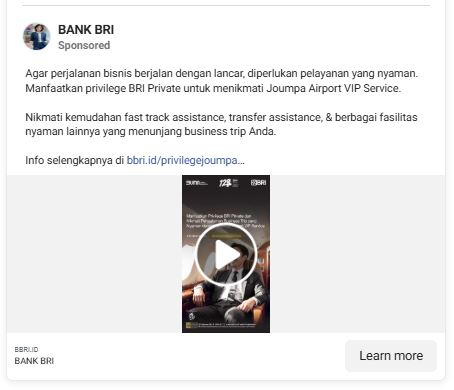 BANK BRI
Sponsored
Agar perjalanan bisnis berjalan dengan lancar, diperlukan pelayanan yang nyaman.
Manfaatkan privilege BRI Private untuk menikmati Joumpa Airport VIP Service.
Nikmati kemudahan fast track assistance, transfer assistance, & berbagai fasilitas
nyaman lainnya yang menunjang business trip Anda.
Info selengkapnya di bbri.id/privilegejoumpa...
BRI
Manfaatkan Privilege BRI Private dan
Nikmati Pengalaman Business Trip yang
Nyaman VIP Service
BBRI.ID
BANK BRI
Learn more